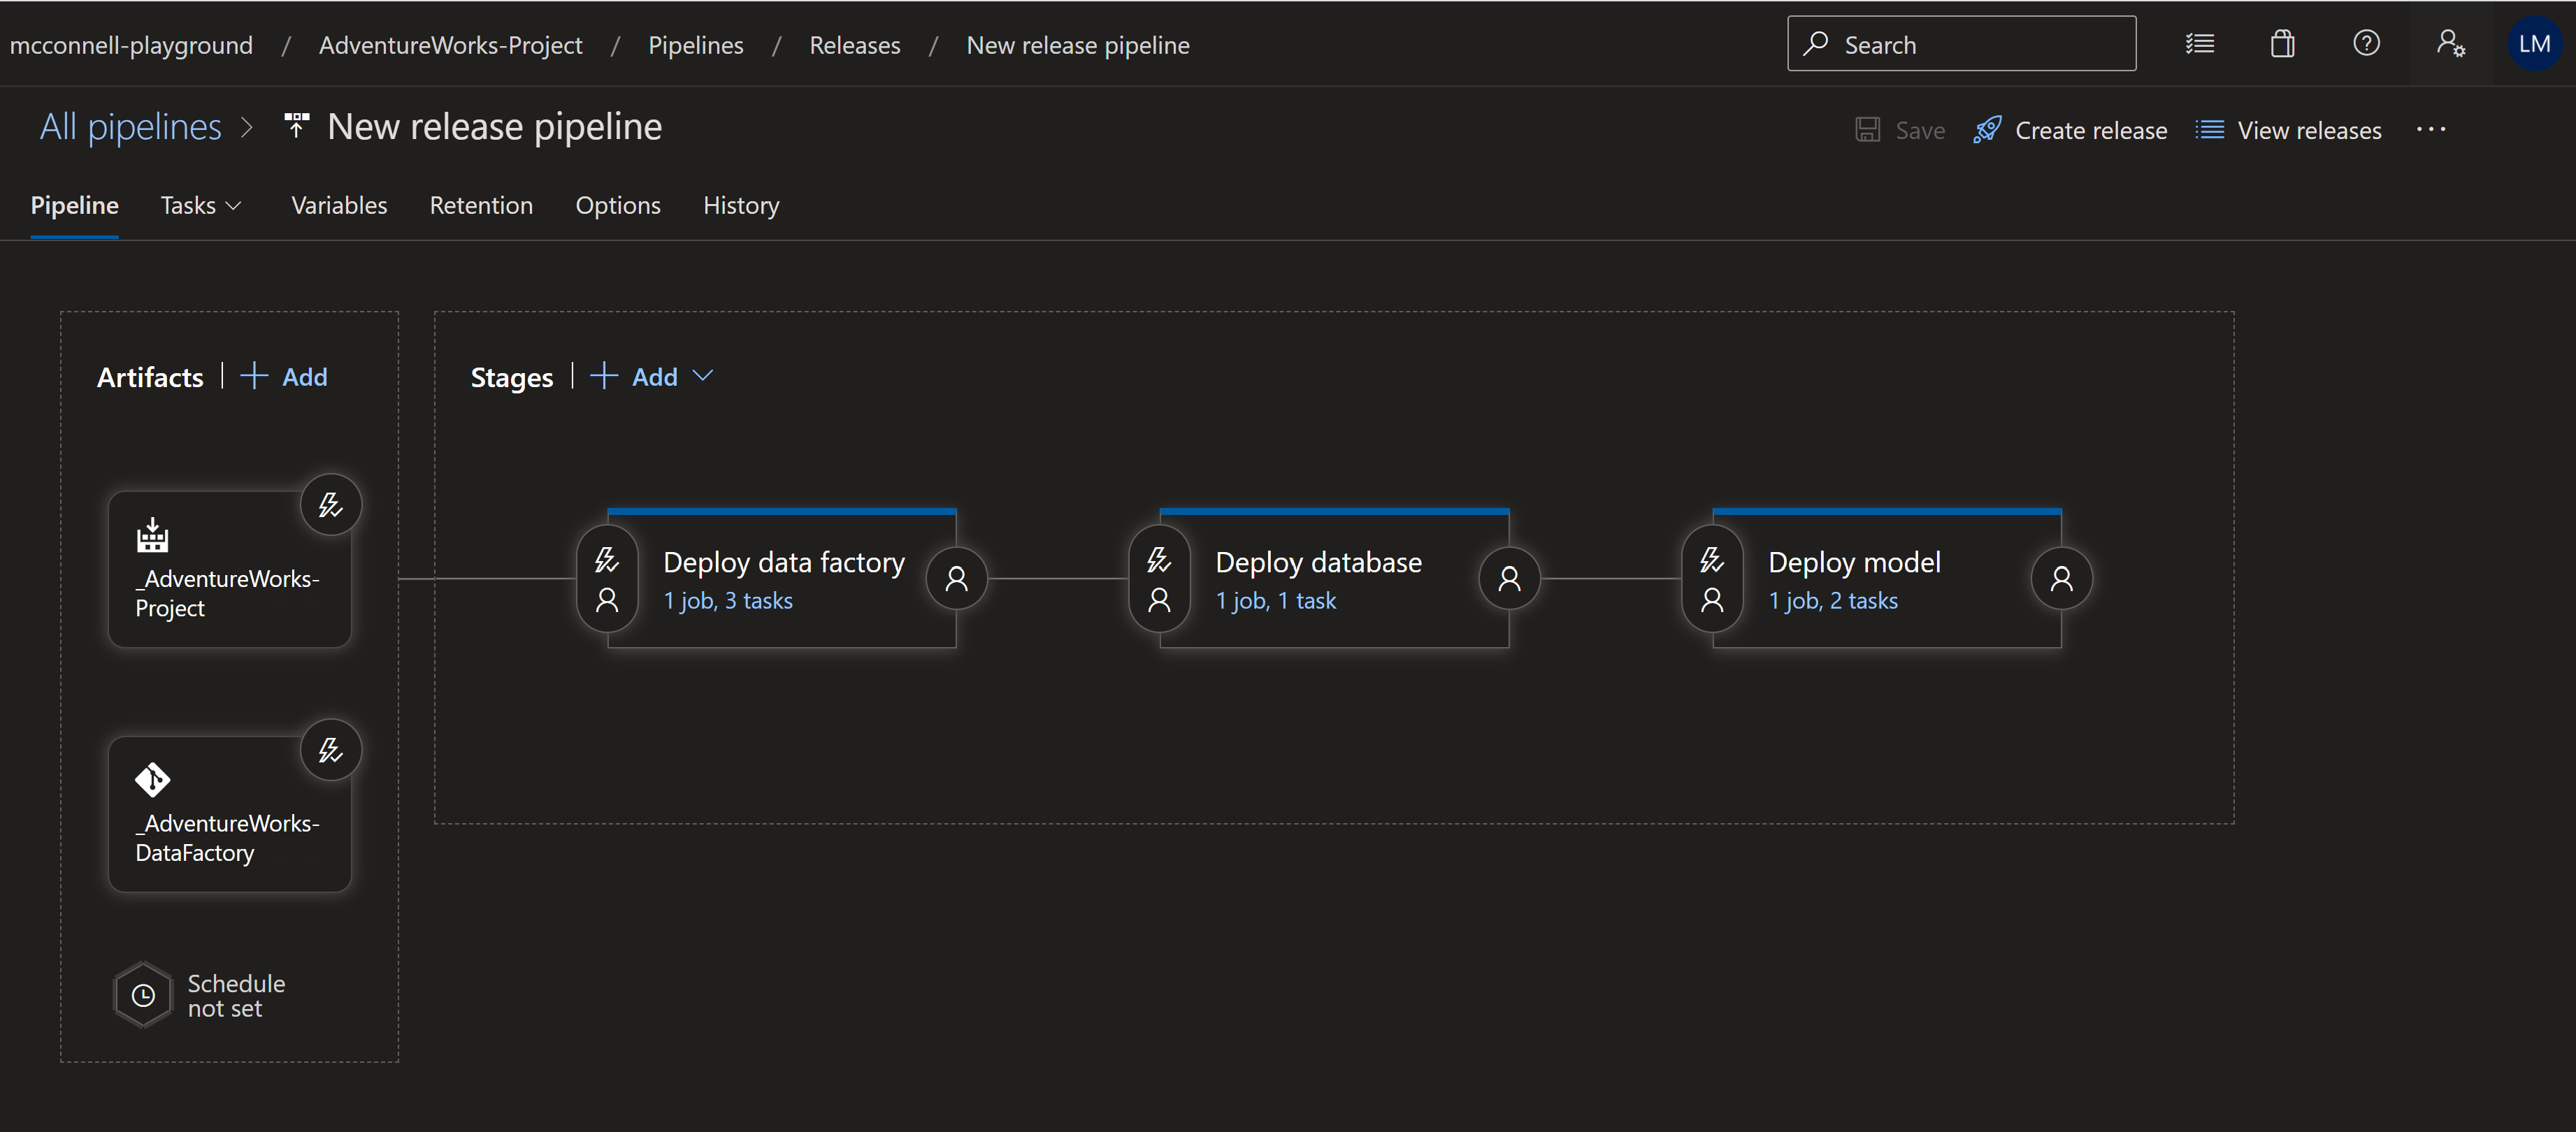 mcconnell-playground / AdventureWorks-Project / Pipelines / Releases / New release pipeline
Search
LM
All pipelines > New release pipeline
Save Create release View releases ...
Pipeline Tasks Variables Retention Options History
Artifacts | + Add
Stages | + Add
_AdventureWorks-
Project
Deploy data factory
1 job, 3 tasks
Deploy database
1 job, 1 task
Deploy model
1 job, 2 tasks
_AdventureWorks-
DataFactory
Schedule
not set